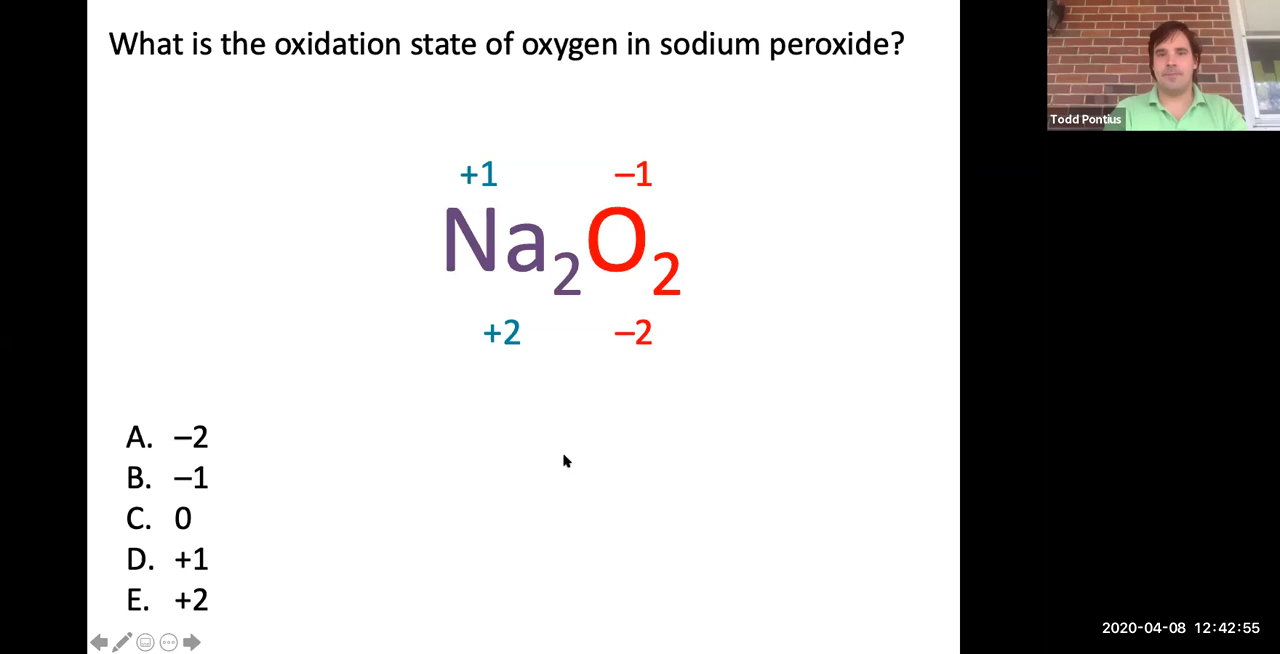 What is the oxidation state of oxygen in sodium peroxide?
Todd Pontius
+1 –1
Na₂O₂
+2 –2
A. –2
B. –1
C. 0
D. +1
E. +2
2020-04-08 12:42:55